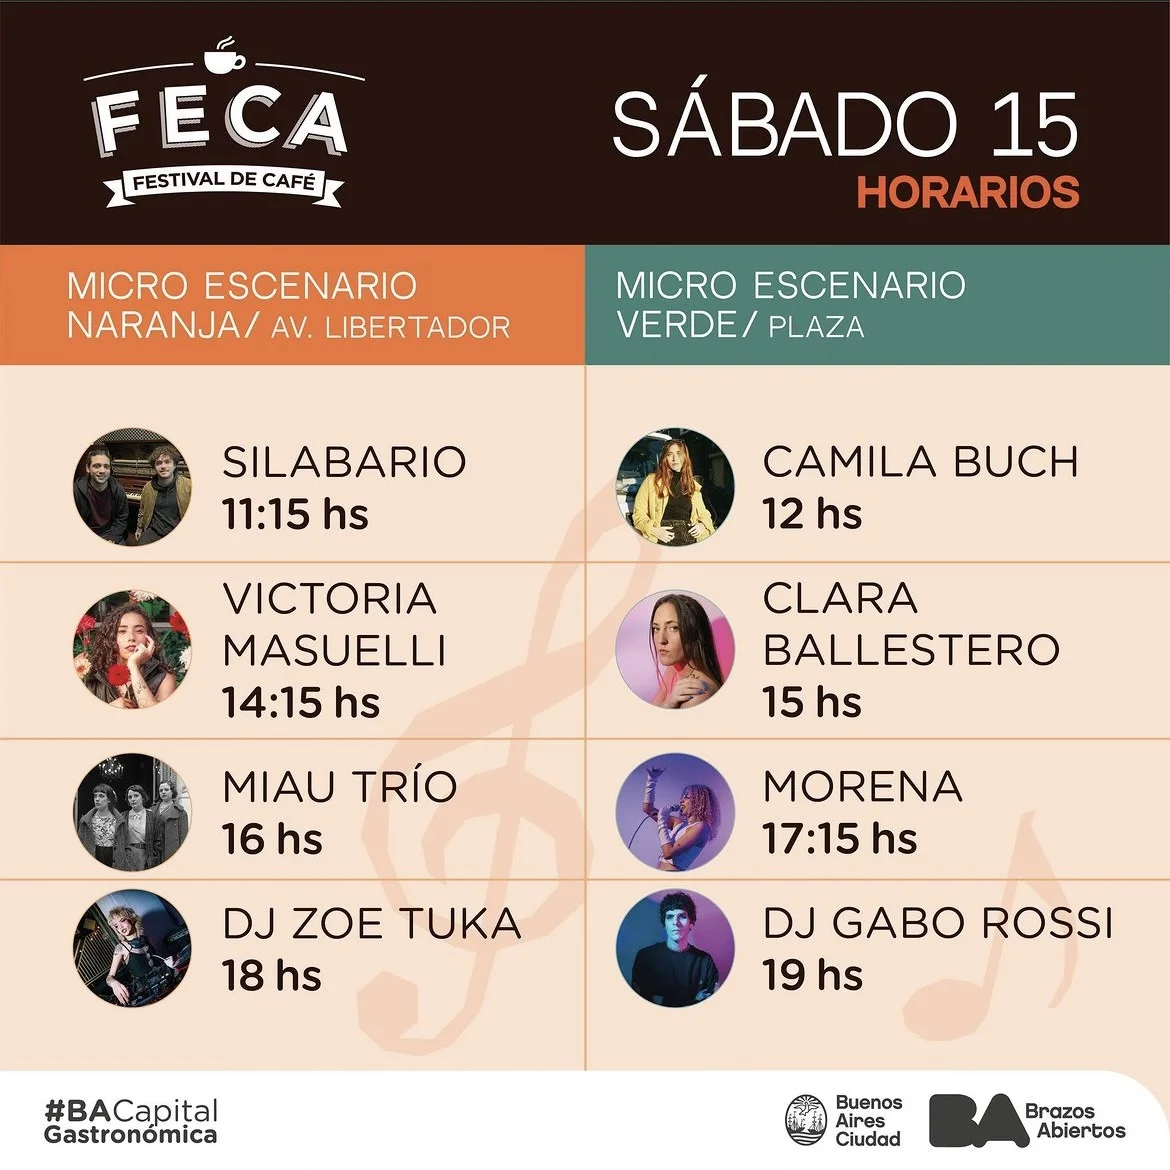 FECA
FESTIVAL DE CAFÉ
SÁBADO 15
HORARIOS
MICRO ESCENARIO
NARANJA/ AV. LIBERTADOR
SILABARIO
11:15 hs
VICTORIA
MASUELLI
14:15 hs
MIAU TRÍO
16 hs
DJ ZOE TUKA
18 hs
MICRO ESCENARIO
VERDE/ PLAZA
CAMILA BUCH
12 hs
CLARA
BALLESTERO
15 hs
MORENA
17:15 hs
DJ GABO ROSSI
19 hs
#BACapital
Gastronómica
Buenos
Aires
Ciudad
BA
Brazos
Abiertos